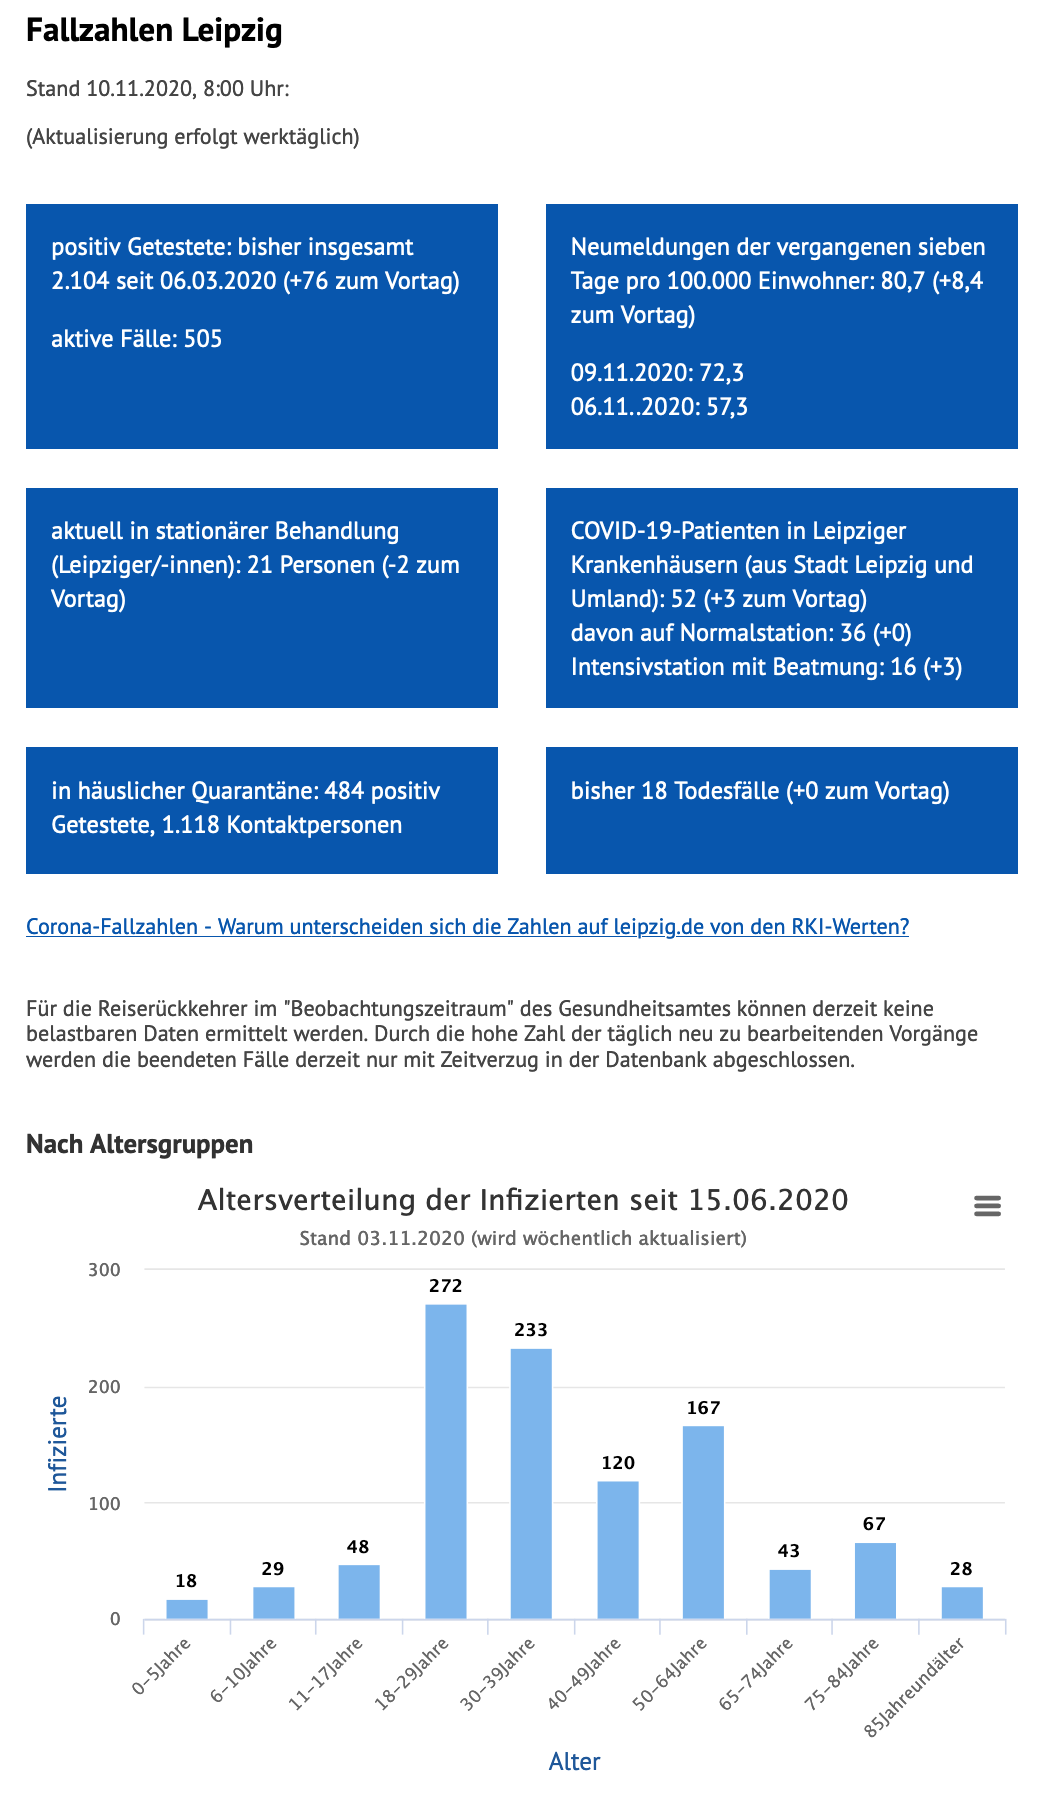 Fallzahlen Leipzig
Stand 10.11.2020, 8:00 Uhr:
(Aktualisierung erfolgt werktäglich)
positiv Getestete: bisher insgesamt
2.104 seit 06.03.2020 (+76 zum Vortag)
aktive Fälle: 505
Neumeldungen der vergangenen sieben
Tage pro 100.000 Einwohner: 80,7 (+8,4
zum Vortag)
09.11.2020: 72,3
06.11..2020: 57,3
aktuell in stationärer Behandlung
(Leipziger/-innen): 21 Personen (-2 zum
Vortag)
COVID-19-Patienten in Leipziger
Krankenhäusern (aus Stadt Leipzig und
Umland): 52 (+3 zum Vortag)
davon auf Normalstation: 36 (+0)
Intensivstation mit Beatmung: 16 (+3)
in häuslicher Quarantäne: 484 positiv
Getestete, 1.118 Kontaktpersonen
bisher 18 Todesfälle (+0 zum Vortag)
Corona-Fallzahlen - Warum unterscheiden sich die Zahlen auf leipzig.de von den RKI-Werten?
Für die Reiserückkehrer im "Beobachtungszeitraum" des Gesundheitsamtes können derzeit keine
belastbaren Daten ermittelt werden. Durch die hohe Zahl der täglich neu zu bearbeitenden Vorgänge
werden die beendeten Fälle derzeit nur mit Zeitverzug in der Datenbank abgeschlossen.
Nach Altersgruppen
Altersverteilung der Infizierten seit 15.06.2020
Stand 03.11.2020 (wird wöchentlich aktualisiert)
Infizierte
300
200
100
0
18
29
48
272
233
120
167
43
67
28
0-5Jahre
6-10Jahre
11-17Jahre
18-29Jahre
30-39Jahre
40-49Jahre
50-64Jahre
65-74Jahre
75-84Jahre
85Jahreundälter
Alter